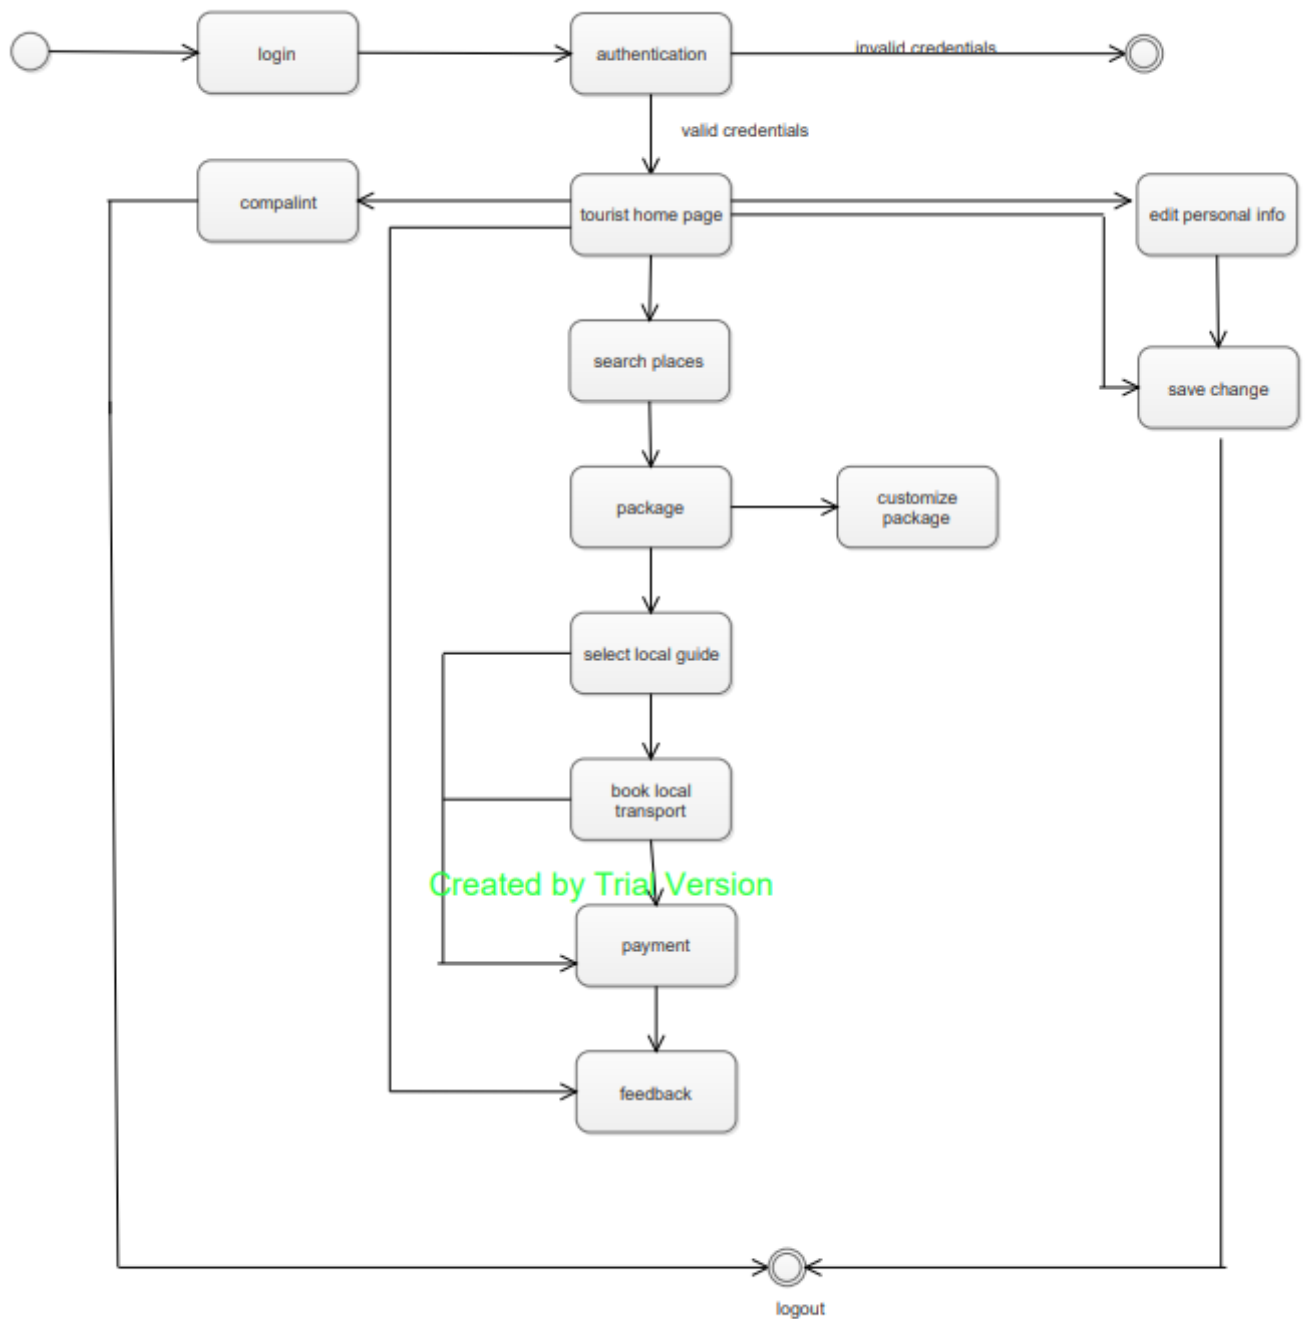 login
authentication
invalid credentials
valid credentials
compalint
tourist home page
edit personal info
search places
save change
package
customize
package
select local guide
book local
transport
Created by Trial Version
payment
feedback
logout